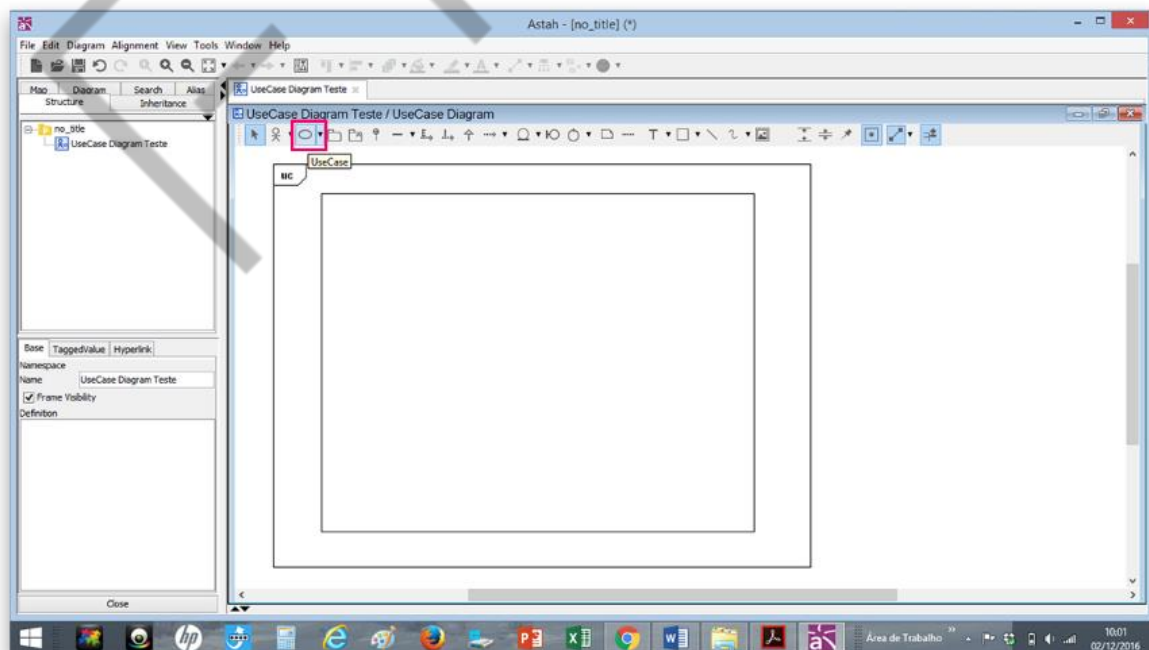 Astah - [no_title] (*)
File Edit Diagram Alignment View Tools Window Help
Map Diagram Search Alias
Structure Inheritance
no_title
UseCase Diagram Teste
UseCase Diagram Teste
UseCase Diagram Teste / UseCase Diagram
T
UseCase
uc
Base TaggedValue Hyperlink
Namespace
Name UseCase Diagram Teste
Frame Visibility
Definition
Close
hp
Área de Trabalho
10:01
02/12/2016